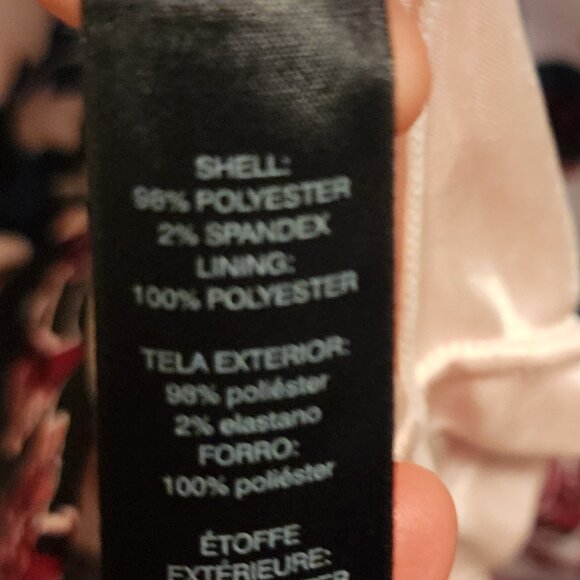 SHELL:
98% POLYESTER
2% SPANDEX
LINING:
100% POLYESTER
TELA EXTERIOR:
98% poliéster
2% elastano
FORRO:
100% poliéster
ÉTOFFE
EXTÉRIEURE: